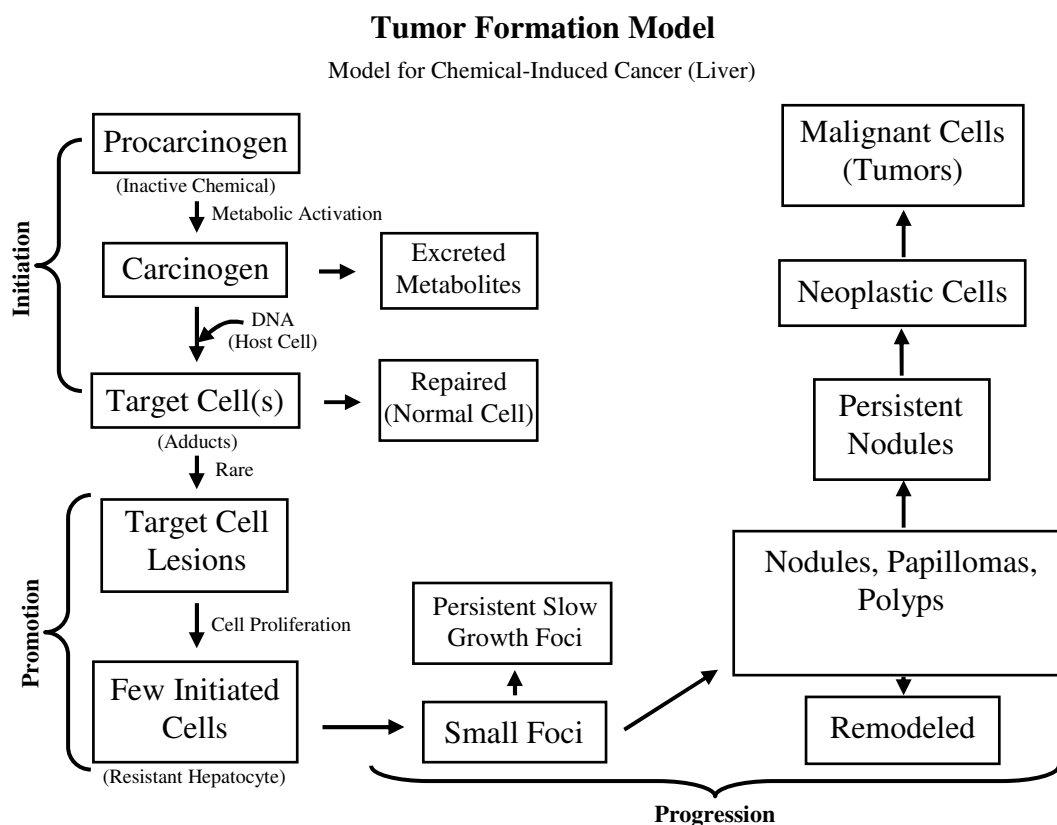 Tumor Formation Model
Model for Chemical-Induced Cancer (Liver)
Initiation
Procarcinogen
(Inactive Chemical)
Metabolic Activation
Carcinogen
Excreted
Metabolites
DNA
(Host Cell)
Target Cell(s)
(Adducts)
Repaired
(Normal Cell)
Rare
Promotion
Target Cell
Lesions
Cell Proliferation
Few Initiated
Cells
(Resistant Hepatocyte)
Persistent Slow
Growth Foci
Small Foci
Malignant Cells
(Tumors)
Neoplastic Cells
Persistent
Nodules
Nodules, Papillomas,
Polyps
Remodeled
Progression